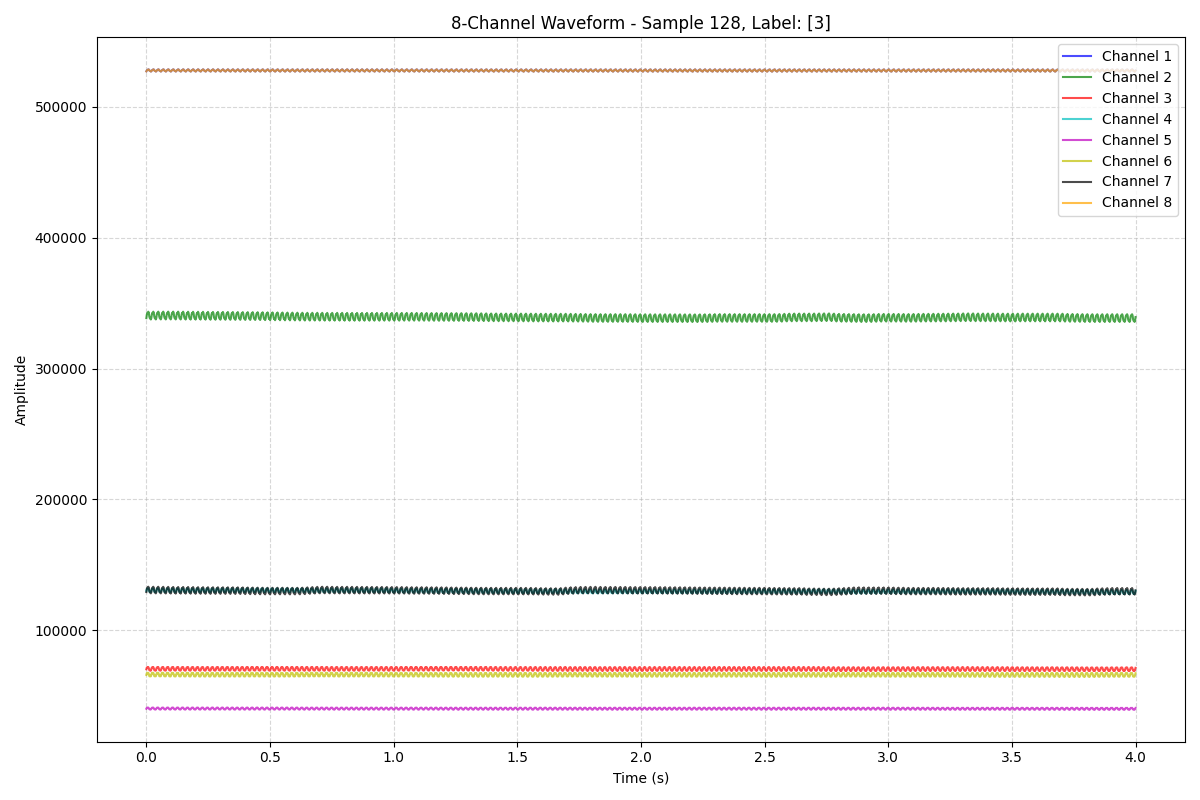 8-Channel Waveform - Sample 128, Label: [3]
Channel 1
Channel 2
Channel 3
Channel 4
Channel 5
Channel 6
Channel 7
Channel 8
500000
400000
300000
200000
100000
Amplitude
0.0 0.5 1.0 1.5 2.0 2.5 3.0 3.5 4.0
Time (s)